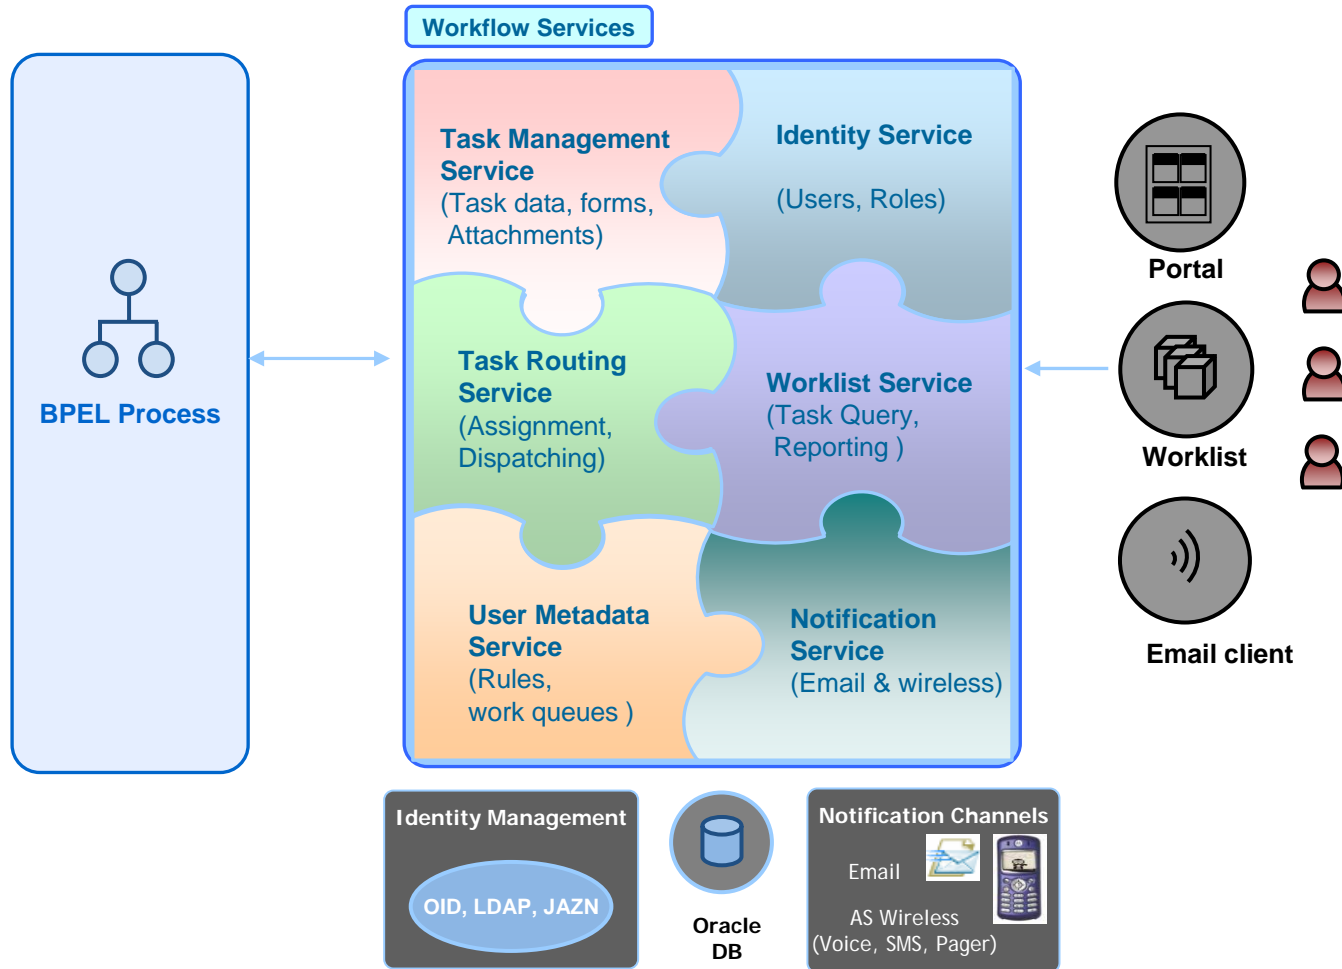 Workflow Services
BPEL Process
Task Management
Service
(Task data, forms,
Attachments)
Identity Service
(Users, Roles)
Task Routing
Service
(Assignment,
Dispatching)
Worklist Service
(Task Query,
Reporting )
User Metadata
Service
(Rules,
work queues )
Notification
Service
(Email & wireless)
Portal
Worklist
Email client
Identity Management
OID, LDAP, JAZN
Oracle
DB
Notification Channels
Email
AS Wireless
(Voice, SMS, Pager)